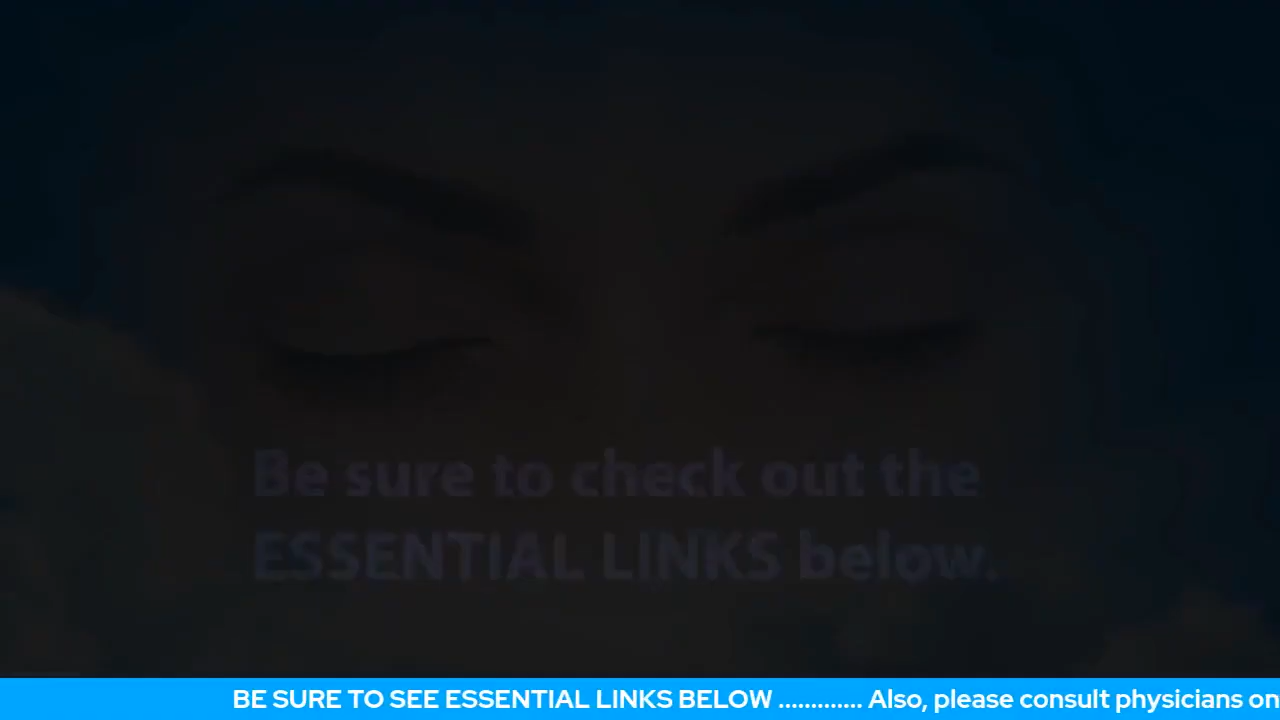 Be sure to check out the
ESSENTIAL LINKS below.
BE SURE TO SEE ESSENTIAL LINKS BELOW ............. Also, please consult physicians on